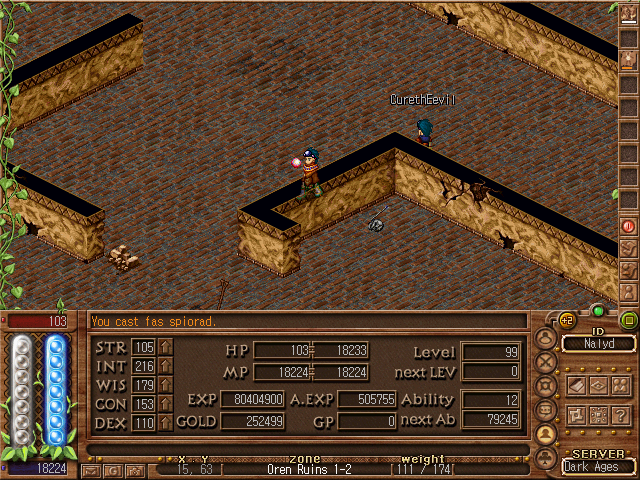 CurethEevil
103
You cast fas spiorad.
+2
ID
Nalyd
STR 105
INT 216
WIS 179
CON 153
DEX 110
HP 103 18233
MP 18224 18224
EXP 80404900 A.EXP 505755
GOLD 252499 GP 0
Level 99
next LEV 0
Ability 12
next Ab 79245
?
SERVER
Dark Ages
18224
G
x . Y zone weight
15, 63 [ Oren Ruins 1-2 [111 / 174[